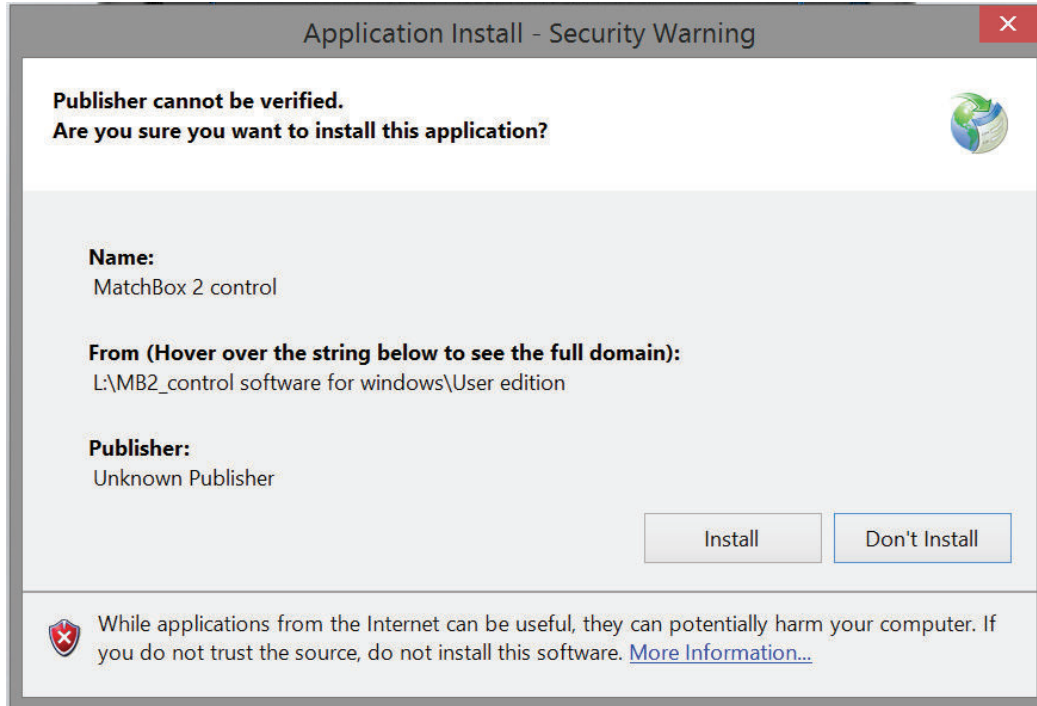 Application Install - Security Warning
Publisher cannot be verified.
Are you sure you want to install this application?
Name:
MatchBox 2 control
From (Hover over the string below to see the full domain):
L:\MB2_control software for windows\User edition
Publisher:
Unknown Publisher
Install
Don't Install
While applications from the Internet can be useful, they can potentially harm your computer. If
you do not trust the source, do not install this software. More Information...